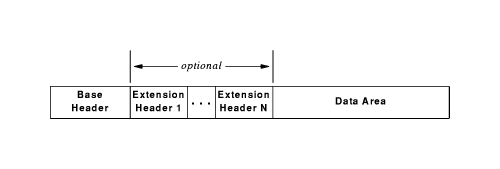 optional
Base Header
Extension Header 1
. . .
Extension Header N
Data Area